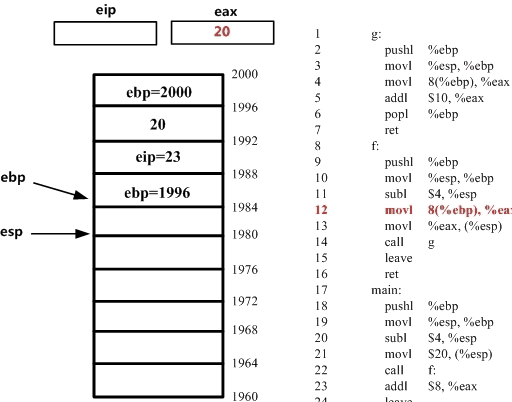 eip eax
20
2000
ebp=2000
1996
20
1992
eip=23
1988
ebp=1996
ebp
1984
esp
1980
1976
1972
1968
1964
1960
1 g:
2 pushl %ebp
3 movl %esp, %ebp
4 movl 8(%ebp), %eax
5 addl $10, %eax
6 popl %ebp
7 ret
8 f:
9 pushl %ebp
10 movl %esp, %ebp
11 subl $4, %esp
12 movl 8(%ebp), %eax
13 movl %eax, (%esp)
14 call g
15 leave
16 ret
17 main:
18 pushl %ebp
19 movl %esp, %ebp
20 subl $4, %esp
21 movl $20, (%esp)
22 call f:
23 addl $8, %eax
24 leave